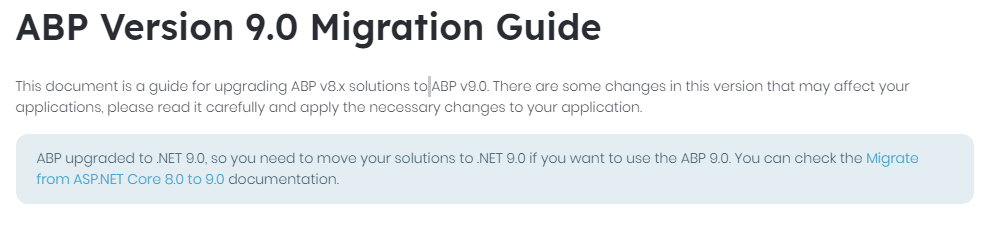 ABP Version 9.0 Migration Guide
This document is a guide for upgrading ABP v8.x solutions to ABP v9.0. There are some changes in this version that may affect your
applications, please read it carefully and apply the necessary changes to your application.
ABP upgraded to .NET 9.0, so you need to move your solutions to .NET 9.0 if you want to use the ABP 9.0. You can check the Migrate
from ASP.NET Core 8.0 to 9.0 documentation.